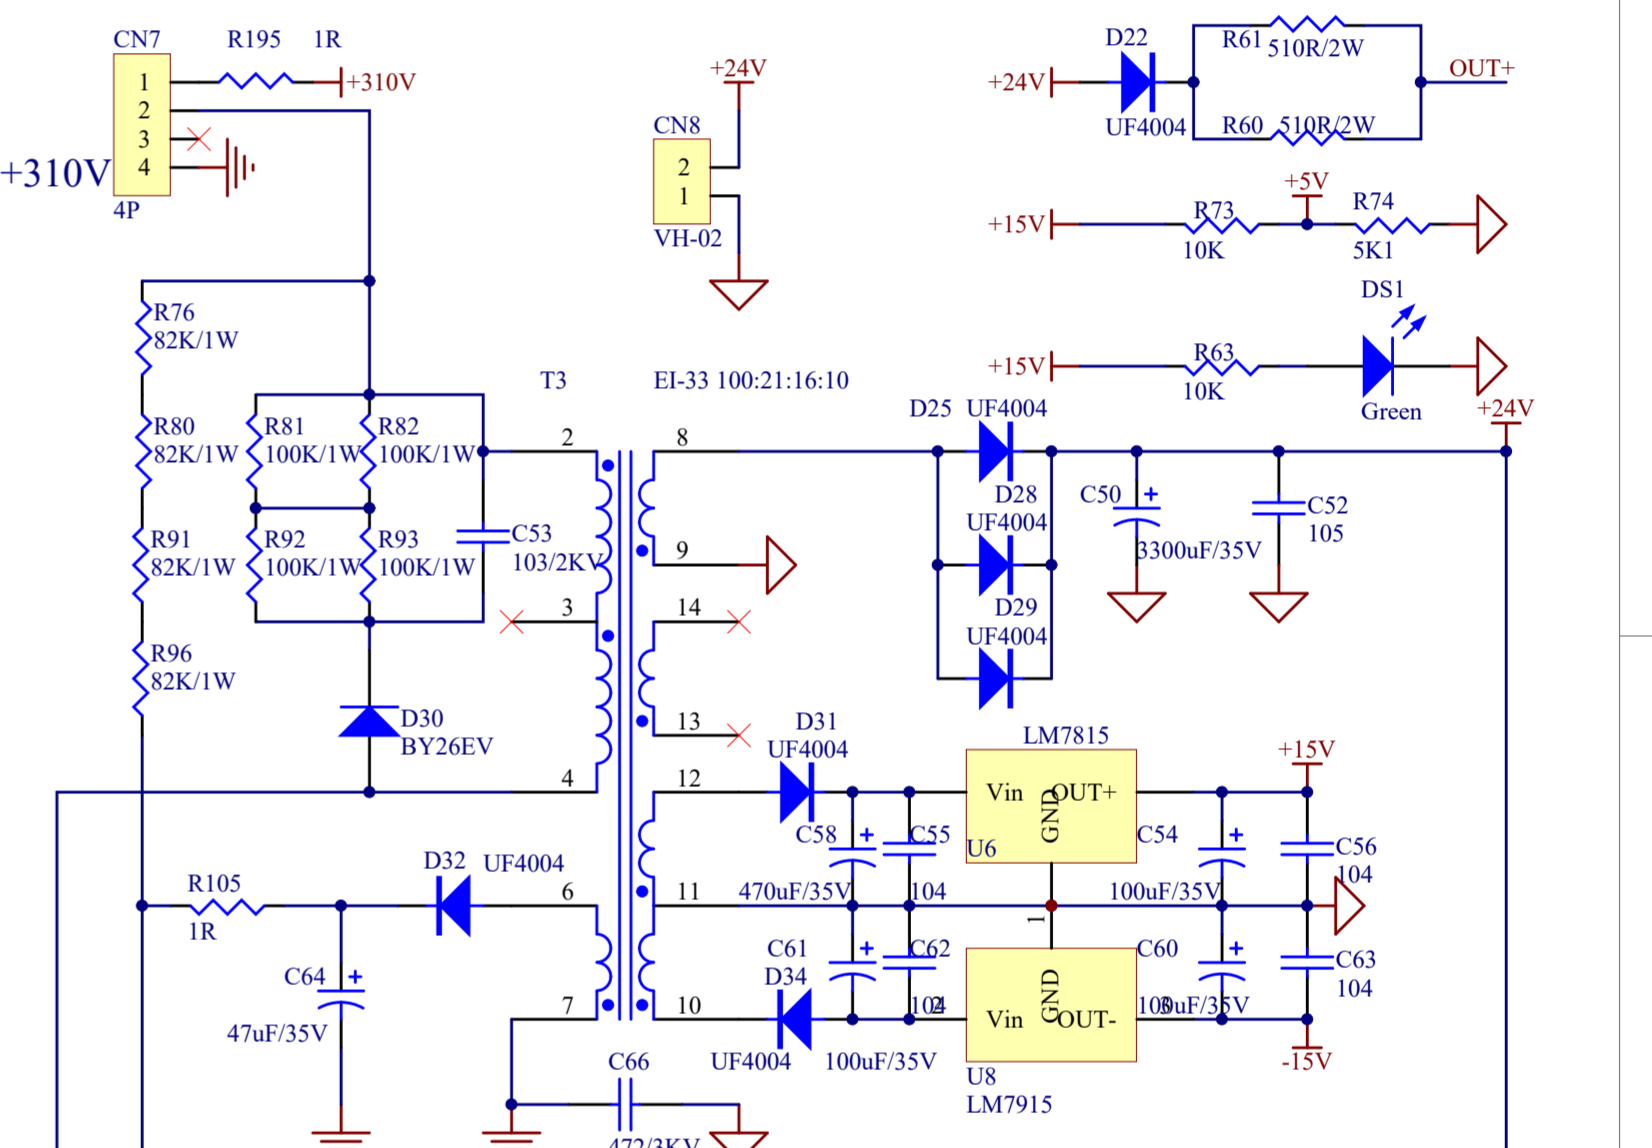 CN7
R195 1R
1
+310V
2
3
4
+310V
4P
+24V
CN8
2
1
VH-02
D22
+24V
UF4004
R61 510R/2W
OUT+
R60 510R/2W
+5V
+15V
R73
10K
R74
5K1
DS1
+15V
R63
10K
Green
+24V
R76
82K/1W
R80
82K/1W
R91
82K/1W
R96
82K/1W
R81
100K/1W
R82
100K/1W
R92
100K/1W
R93
100K/1W
C53
103/2KV
D30
BY26EV
T3
EI-33 100:21:16:10
2
3
4
6
7
8
9
14
13
12
11
10
D25 UF4004
D28
UF4004
D29
UF4004
C50
+
3300uF/35V
C52
105
D31
UF4004
LM7815
Vin
GND
OUT+
U6
+15V
C58
+
470uF/35V
C55
104
C54
+
100uF/35V
C56
104
D32 UF4004
R105
1R
C64
+
47uF/35V
C61
+
100uF/35V
D34
UF4004
C62
104
1
2
Vin
GND
OUT-
3
U8
LM7915
C60
+
100uF/35V
C63
104
-15V
C66
472/3KV